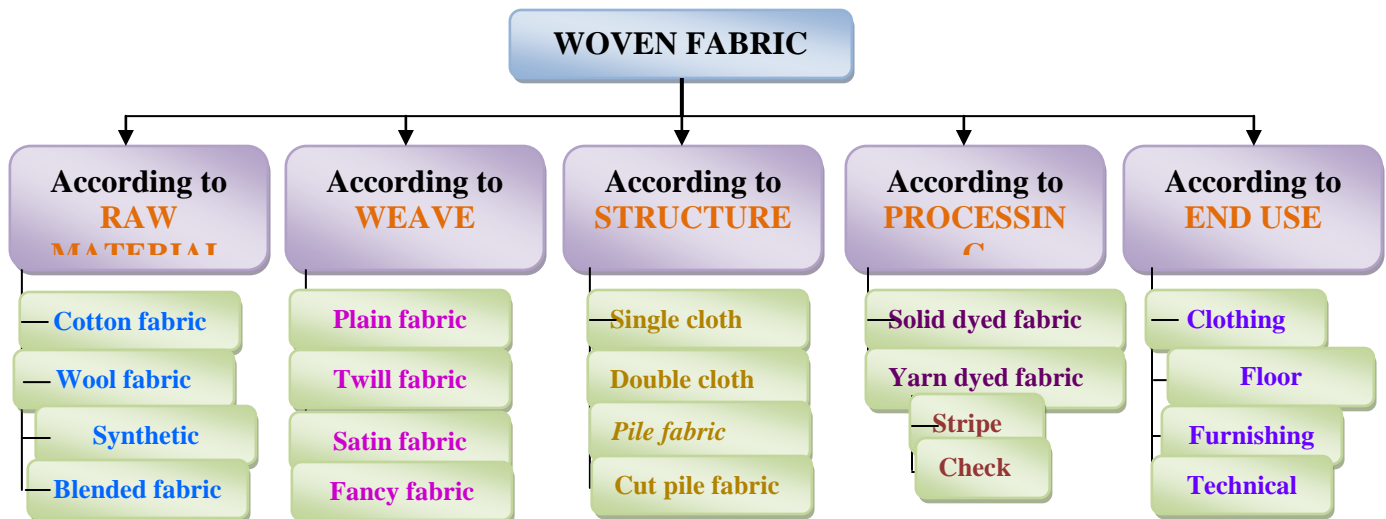 WOVEN FABRIC
According to
RAW
MATERIAL
According to
WEAVE
According to
STRUCTURE
According to
PROCESSIN
G
According to
END USE
Cotton fabric
Wool fabric
Synthetic
Blended fabric
Plain fabric
Twill fabric
Satin fabric
Fancy fabric
Single cloth
Double cloth
Pile fabric
Cut pile fabric
Solid dyed fabric
Yarn dyed fabric
Stripe
Check
Clothing
Floor
Furnishing
Technical